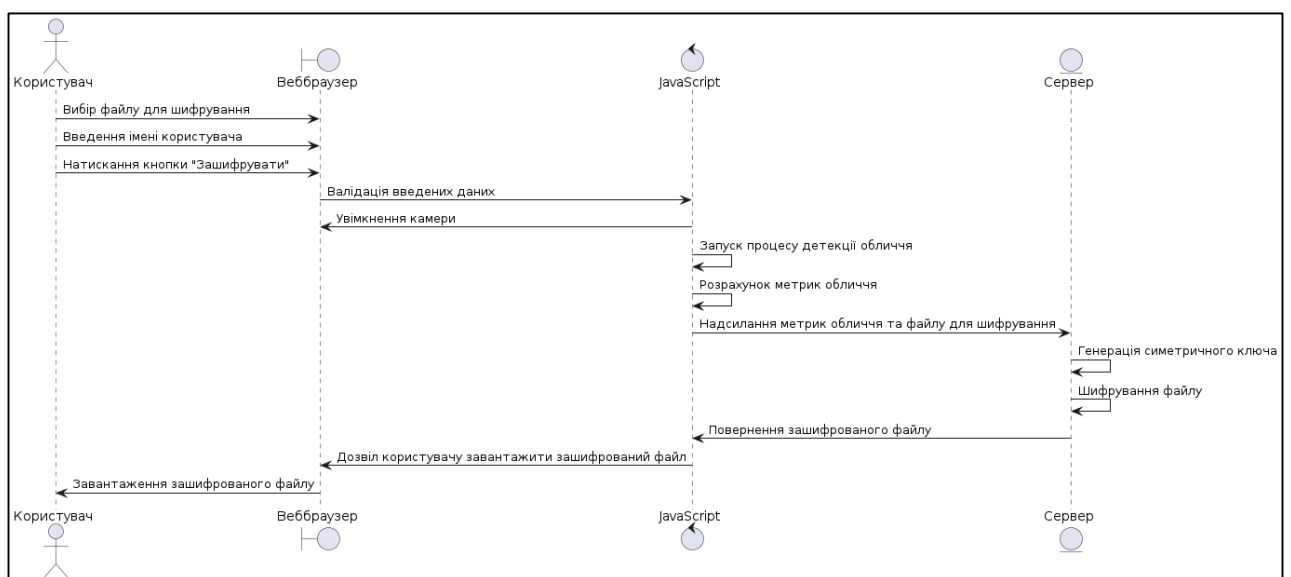 Користувач
Веббраузер
JavaScript
Сервер
Вибір файлу для шифрування
Введення імені користувача
Натискання кнопки "Зашифрувати"
Валідація введених даних
Увімкнення камери
Запуск процесу детекції обличчя
Розрахунок метрик обличчя
Надсилання метрик обличчя та файлу для шифрування
Генерація симетричного ключа
Шифрування файлу
Повернення зашифрованого файлу
Дозвіл користувачу завантажити зашифрований файл
Завантаження зашифрованого файлу
Користувач
Веббраузер
JavaScript
Сервер